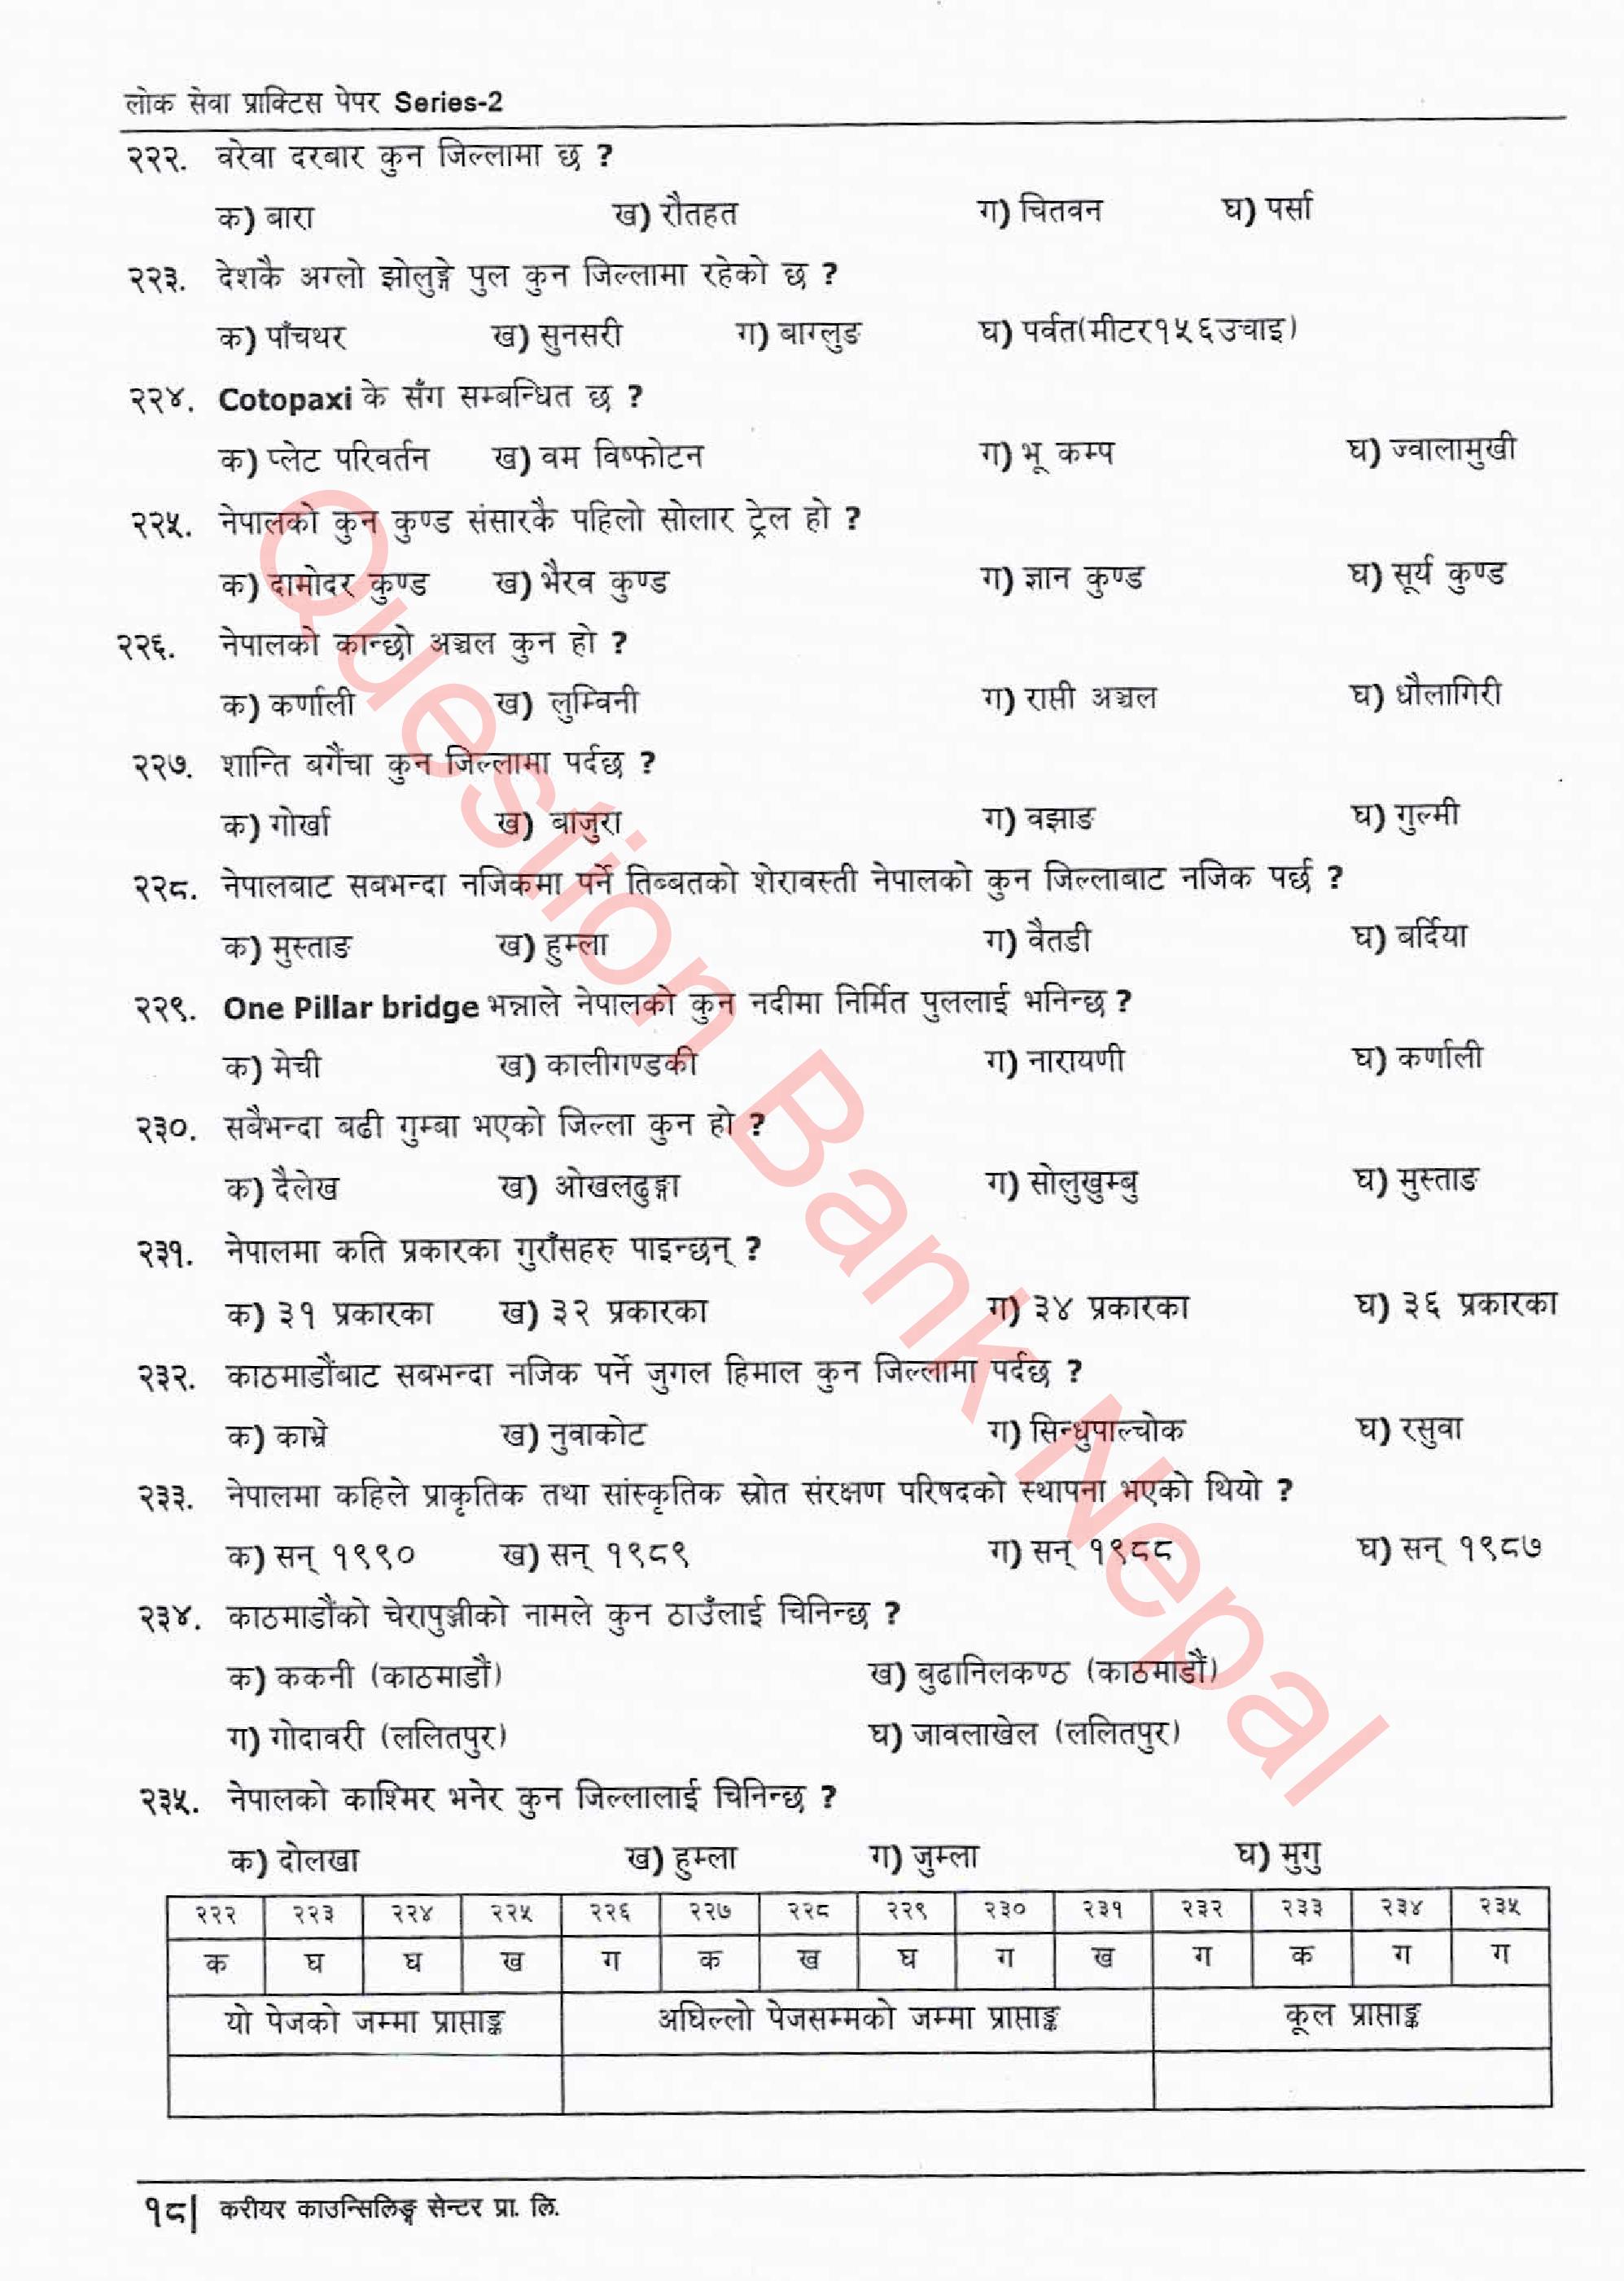 लोक सेवा प्राक्टिस पेपर Series-2
२२२. वरेवा दरबार कुन जिल्लामा छ ?
क) बारा ख) रौतहत ग) चितवन घ) पर्सा
२२३. देशकै अग्लो झोलुङ्गे पुल कुन जिल्लामा रहेको छ ?
क) पाँचथर ख) सुनसरी ग) बाग्लुङ घ) पर्वत(मीटर१५६उचाइ)
२२४. Cotopaxi के सँग सम्बन्धित छ ?
क) प्लेट परिवर्तन ख) वम विष्फोटन ग) भू कम्प घ) ज्वालामुखी
२२५. नेपालको कुन कुण्ड संसारकै पहिलो सोलार ट्रेल हो ?
क) दामोदर कुण्ड ख) भैरव कुण्ड ग) ज्ञान कुण्ड घ) सूर्य कुण्ड
२२६. नेपालको कान्छो अञ्चल कुन हो ?
क) कर्णाली ख) लुम्विनी ग) राप्ती अञ्चल घ) धौलागिरी
२२७. शान्ति बगैंचा कुन जिल्लामा पर्दछ ?
क) गोर्खा ख) बाजुरा ग) वझाङ घ) गुल्मी
२२८. नेपालबाट सबभन्दा नजिकमा पर्ने तिब्बतको शेरावस्ती नेपालको कुन जिल्लाबाट नजिक पर्छ ?
क) मुस्ताङ ख) हुम्ला ग) वैतडी घ) बर्दिया
२२९. One Pillar bridge भन्नाले नेपालको कुन नदीमा निर्मित पुललाई भनिन्छ ?
क) मेची ख) कालीगण्डकी ग) नारायणी घ) कर्णाली
२३०. सबैभन्दा बढी गुम्बा भएको जिल्ला कुन हो ?
क) दैलेख ख) ओखलढुङ्गा ग) सोलुखुम्बु घ) मुस्ताङ
२३१. नेपालमा कति प्रकारका गुराँसहरु पाइन्छन् ?
क) ३१ प्रकारका ख) ३२ प्रकारका ग) ३४ प्रकारका घ) ३६ प्रकारका
२३२. काठमाडौंबाट सबभन्दा नजिक पर्ने जुगल हिमाल कुन जिल्लामा पर्दछ ?
क) काभ्रे ख) नुवाकोट ग) सिन्धुपाल्चोक घ) रसुवा
२३३. नेपालमा कहिले प्राकृतिक तथा सांस्कृतिक स्रोत संरक्षण परिषदको स्थापना भएको थियो ?
क) सन् १९९० ख) सन् १९८९ ग) सन् १९८८ घ) सन् १९८७
२३४. काठमाडौंको चेरापुञ्जीको नामले कुन ठाउँलाई चिनिन्छ ?
क) ककनी (काठमाडौं) ख) बुढानिलकण्ठ (काठमाडौं)
ग) गोदावरी (ललितपुर) घ) जावलाखेल (ललितपुर)
२३५. नेपालको काश्मिर भनेर कुन जिल्लालाई चिनिन्छ ?
क) दोलखा ख) हुम्ला ग) जुम्ला घ) मुगु
२२२ २२३ २२४ २२५ २२६ २२७ २२८ २२९ २३० २३१ २३२ २३३ २३४ २३५
क घ घ ख ग क ख घ ग ख ग क ग ग
यो पेजको जम्मा प्राप्ताङ्क अघिल्लो पेजसम्मको जम्मा प्राप्ताङ्क कूल प्राप्ताङ्क
१८| करीयर काउन्सिलिङ्ग सेन्टर प्रा. लि.
Question Bank Nepal